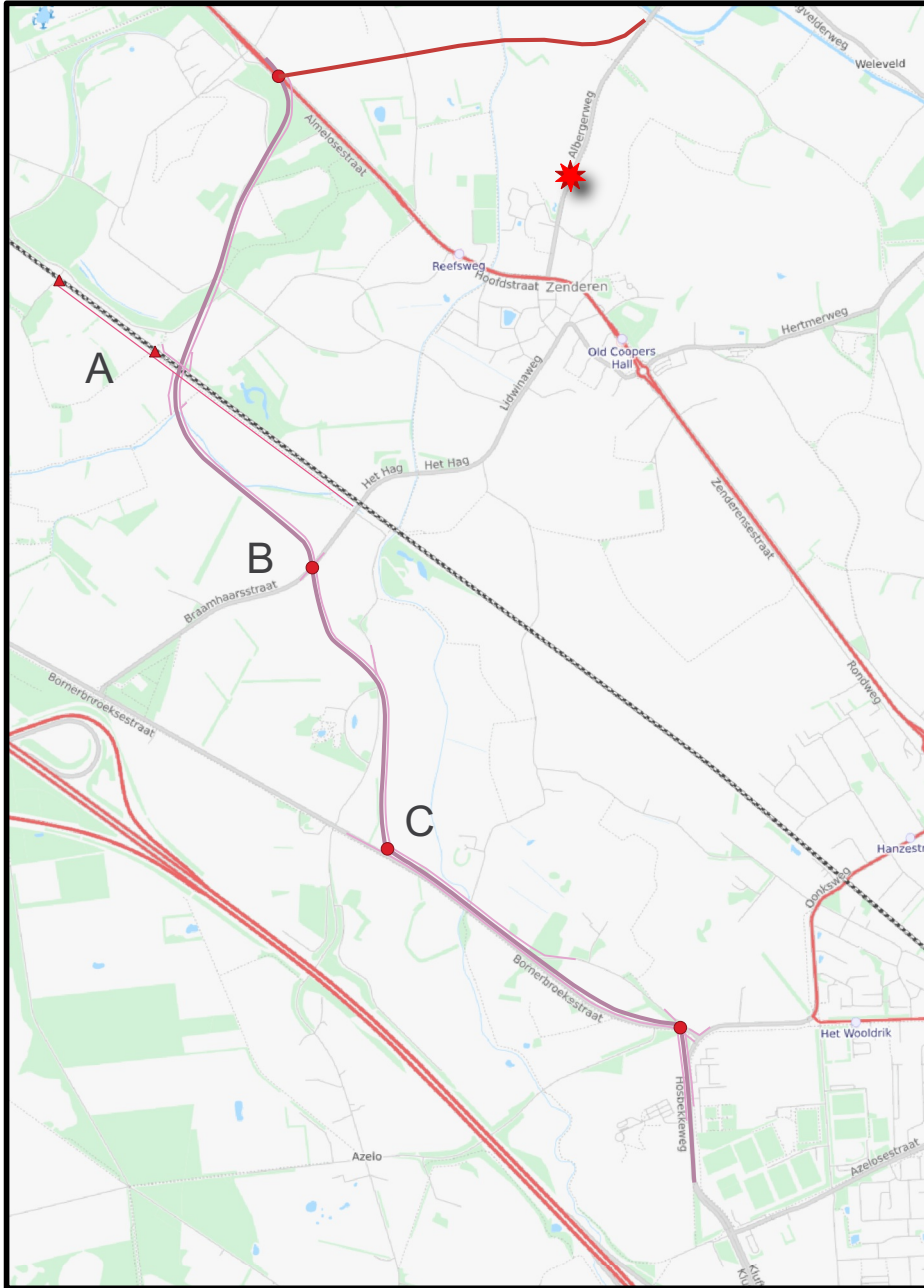 ngvelderweg
Weleveld
Albergerweg
Almelosestraat
Reefsweg
Hoofdstraat
Zenderen
Hertmerweg
Old Coopers
Hall
Lidwinaweg
A
Het Hag
Het Hag
Zenderensestraat
B
Braamhaarsstraat
Bornerbroeksestraat
Rondweg
C
Hanzestr
Oonksweg
Bornerbroeksestraat
Het Wooldrik
Hosbekkeweg
Azelo
Azelosestraat